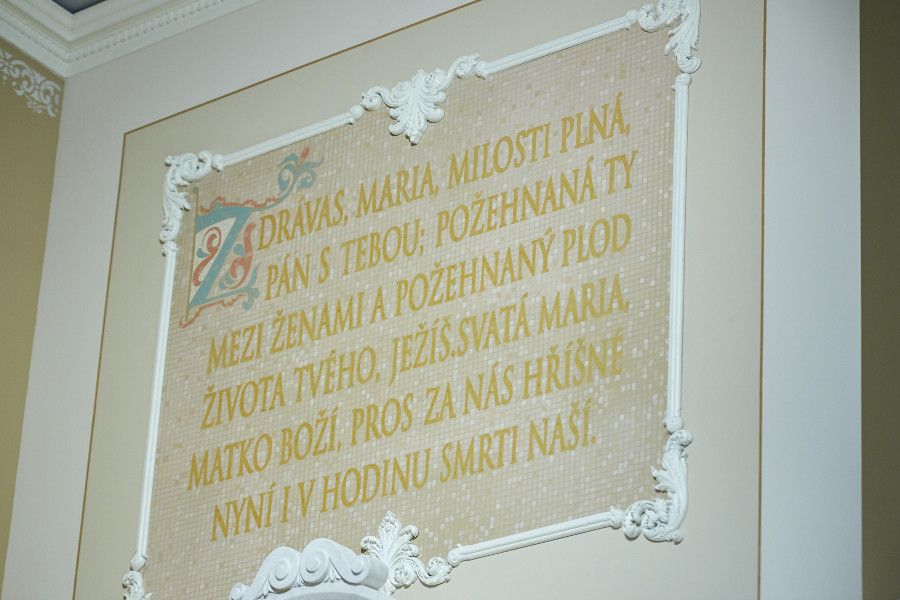 ZDRÁVAS, MARIA, MILOSTI PLNÁ,
PÁN S TEBOU; POŽEHNANÁ TY
MEZI ŽENAMI A POŽEHNANÝ PLOD
ŽIVOTA TVÉHO, JEŽÍŠ.SVATÁ MARIA,
MATKO BOŽÍ, PROS ZA NÁS HŘÍŠNÉ
NYNÍ I V HODINU SMRTI NAŠÍ.